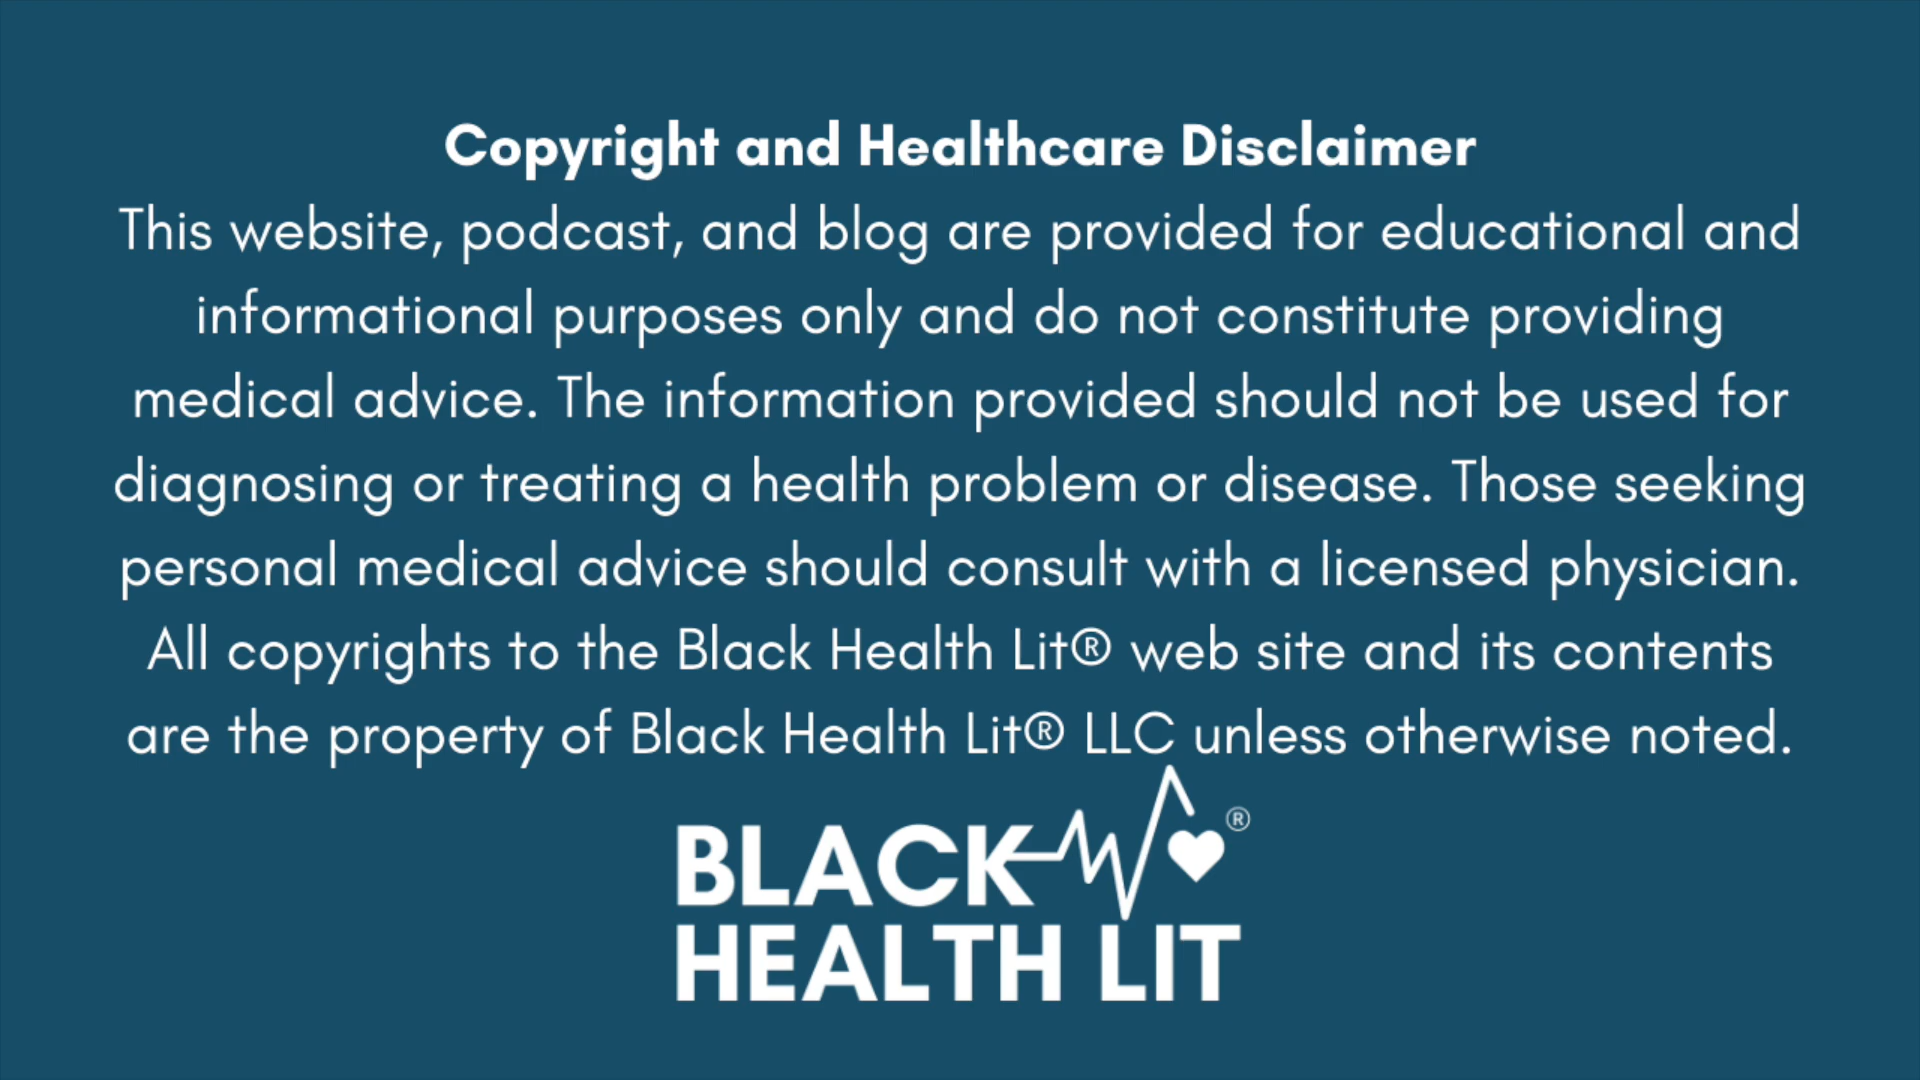 Copyright and Healthcare Disclaimer
This website, podcast, and blog are provided for educational and
informational purposes only and do not constitute providing
medical advice. The information provided should not be used for
diagnosing or treating a health problem or disease. Those seeking
personal medical advice should consult with a licensed physician.
All copyrights to the Black Health Lit® web site and its contents
are the property of Black Health Lit® LLC unless otherwise noted.
BLACK ®
HEALTH LIT